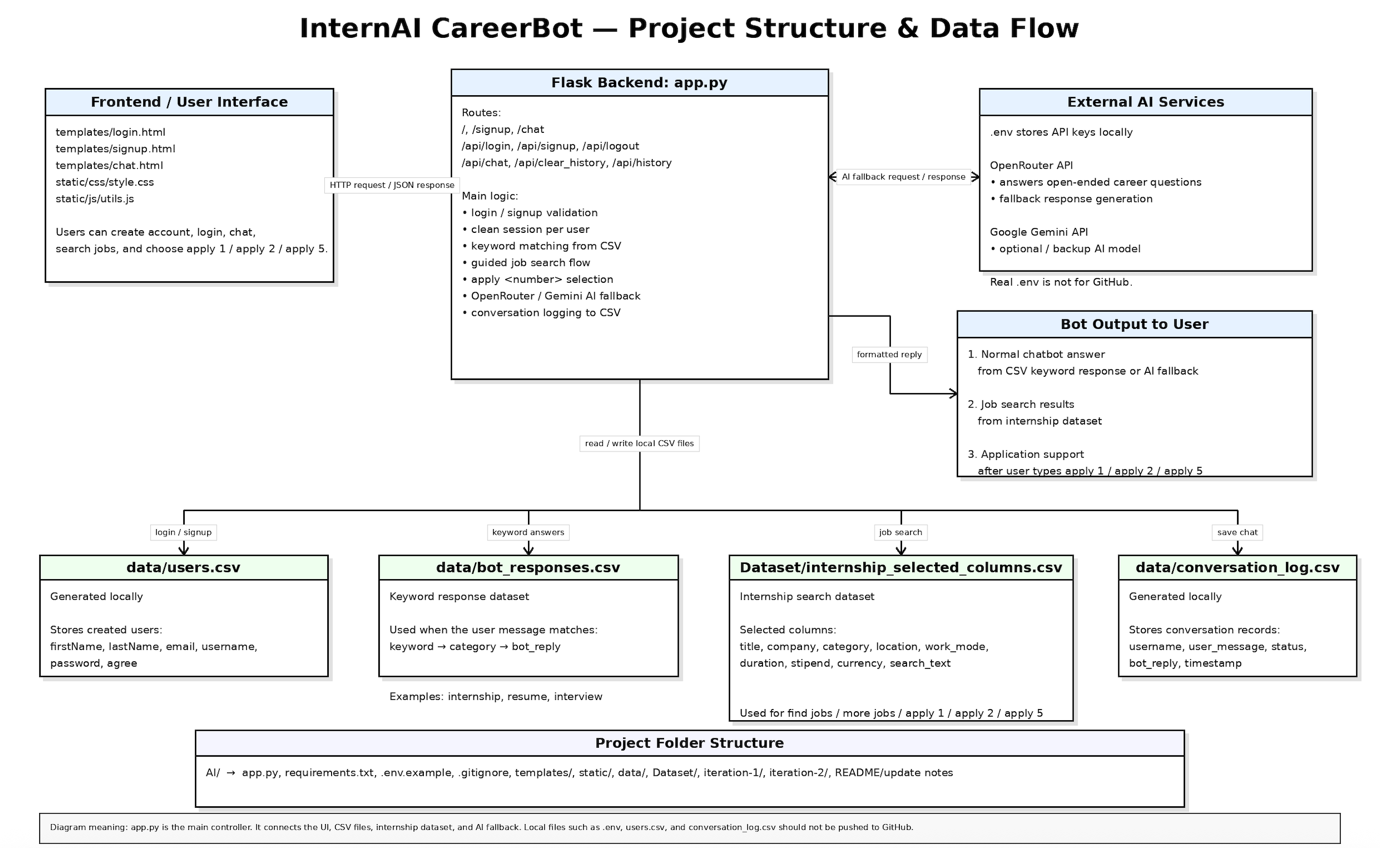 InternAI CareerBot — Project Structure & Data Flow
Frontend / User Interface
templates/login.html
templates/signup.html
templates/chat.html
static/css/style.css
static/js/utils.js
Users can create account, login, chat,
search jobs, and choose apply 1 / apply 2 / apply 5.
HTTP request / JSON response
Flask Backend: app.py
Routes:
/, /signup, /chat
/api/login, /api/signup, /api/logout
/api/chat, /api/clear_history, /api/history
Main logic:
• login / signup validation
• clean session per user
• keyword matching from CSV
• guided job search flow
• apply <number> selection
• OpenRouter / Gemini AI fallback
• conversation logging to CSV
AI fallback request / response
External AI Services
.env stores API keys locally
OpenRouter API
• answers open-ended career questions
• fallback response generation
Google Gemini API
• optional / backup AI model
Real .env is not for GitHub.
formatted reply
Bot Output to User
1. Normal chatbot answer
from CSV keyword response or AI fallback
2. Job search results
from internship dataset
3. Application support
after user types apply 1 / apply 2 / apply 5
read / write local CSV files
login / signup
keyword answers
job search
save chat
data/users.csv
Generated locally
Stores created users:
firstName, lastName, email, username,
password, agree
data/bot_responses.csv
Keyword response dataset
Used when the user message matches:
keyword → category → bot_reply
Examples: internship, resume, interview
Dataset/internship_selected_columns.csv
Internship search dataset
Selected columns:
title, company, category, location, work_mode,
duration, stipend, currency, search_text
Used for find jobs / more jobs / apply 1 / apply 2 / apply 5
data/conversation_log.csv
Generated locally
Stores conversation records:
username, user_message, status,
bot_reply, timestamp
Project Folder Structure
AI/ → app.py, requirements.txt, .env.example, .gitignore, templates/, static/, data/, Dataset/, iteration-1/, iteration-2/, README/update notes
Diagram meaning: app.py is the main controller. It connects the UI, CSV files, internship dataset, and AI fallback. Local files such as .env, users.csv, and conversation_log.csv should not be pushed to GitHub.